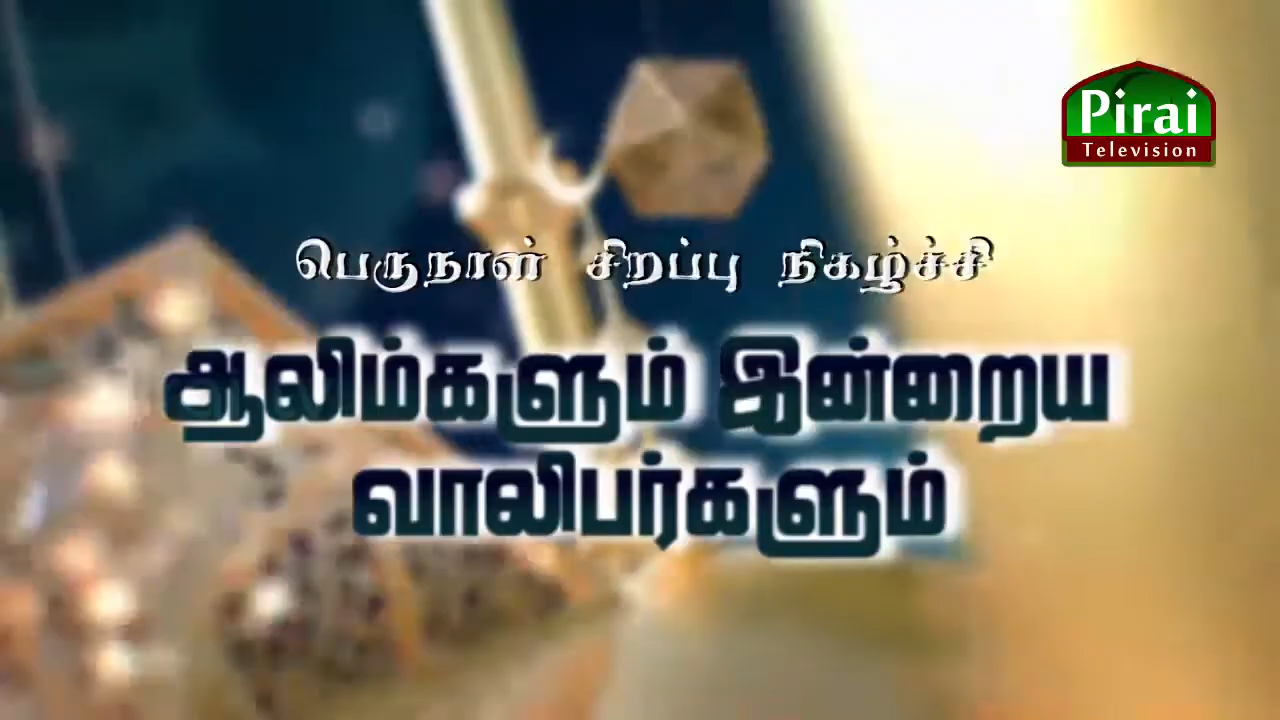 Pirai
Television
பெருநாள் சிறப்பு நிகழ்ச்சி
ஆலிம்களும் இன்றைய
வாலிபர்களும்